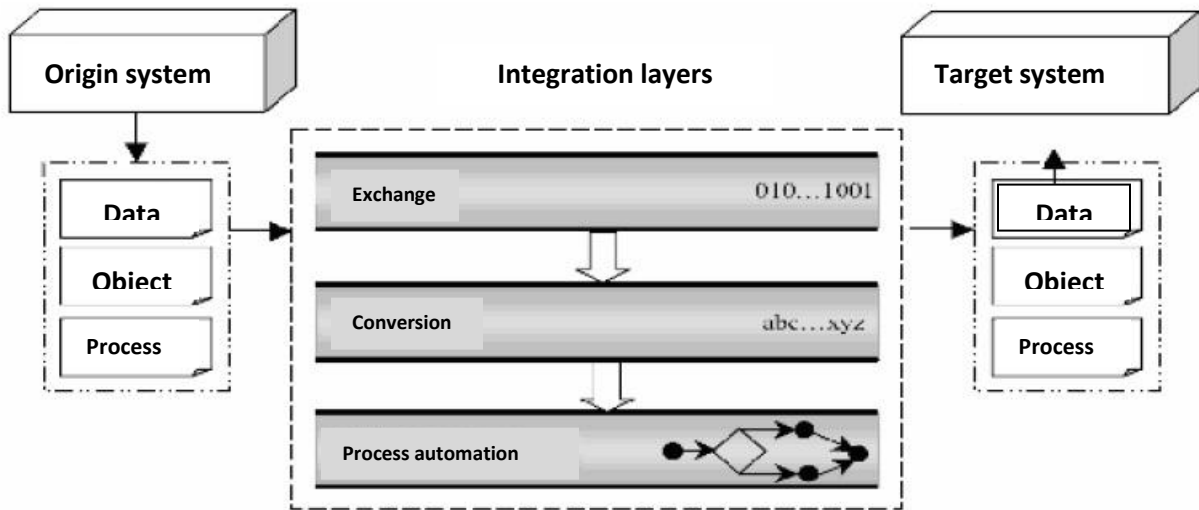 Origin system
Integration layers
Target system
Data
Object
Process
Exchange
010...1001
Conversion
abc...xyz
Process automation
Data
Object
Process